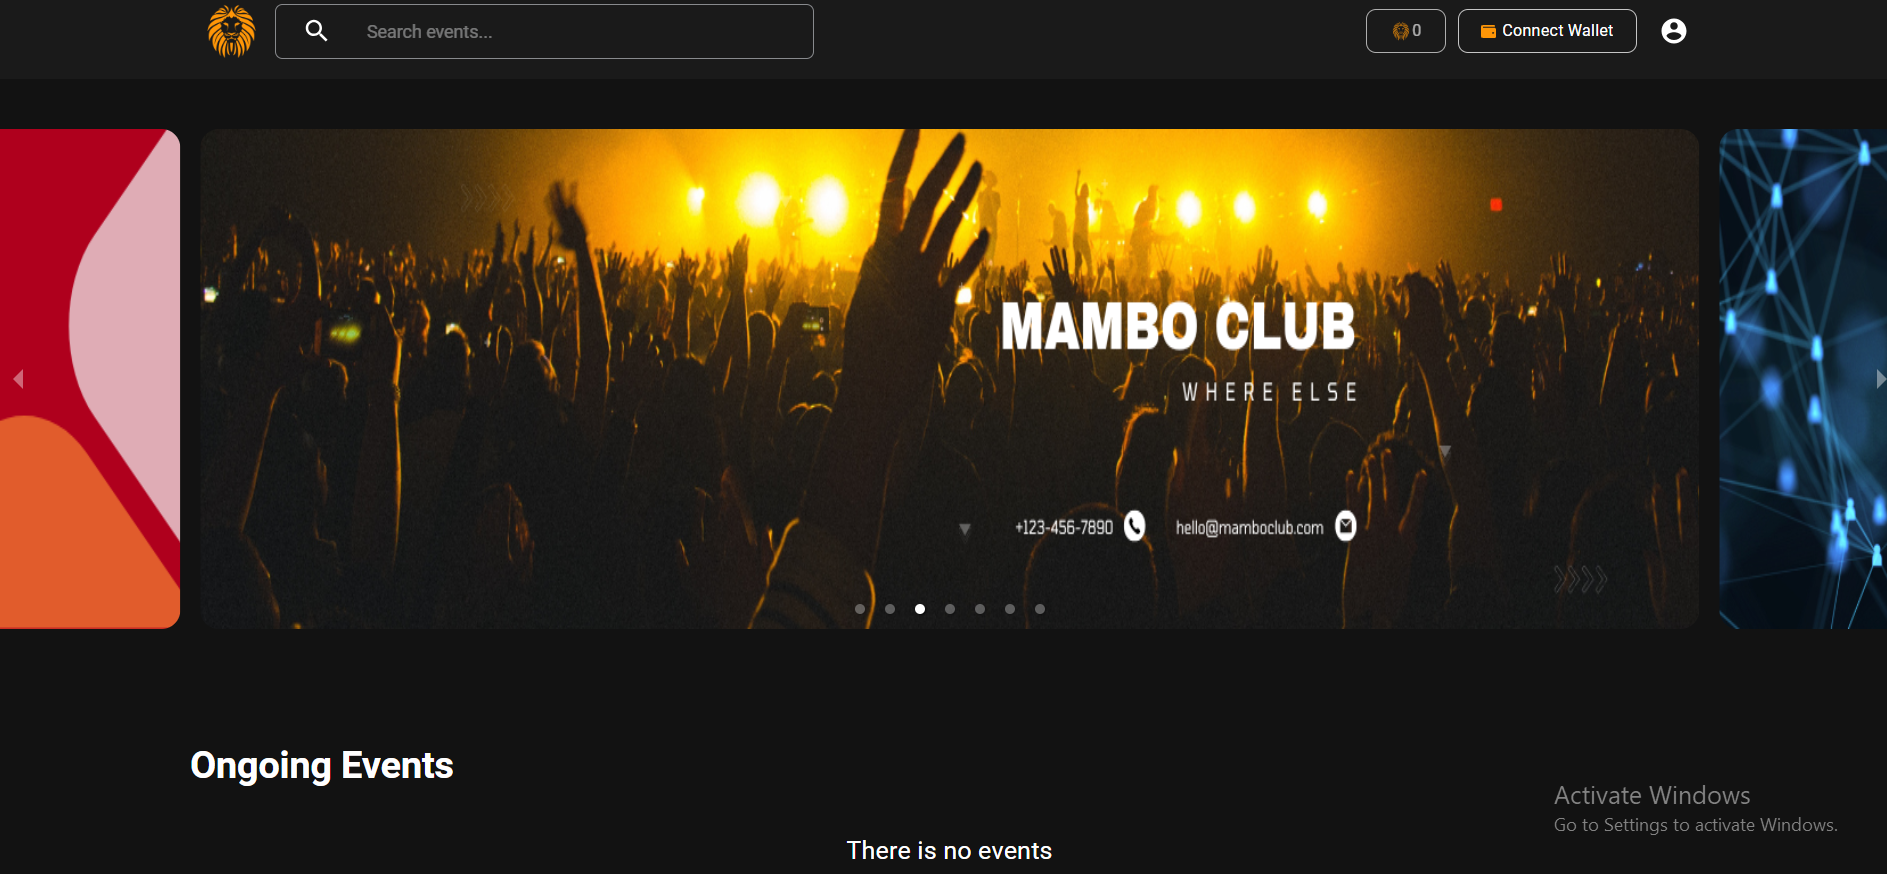 Search events...
0
Connect Wallet
MAMBO CLUB
WHERE ELSE
+123-456-7890
hello@mamboclub.com
Ongoing Events
There is no events
Activate Windows
Go to Settings to activate Windows.